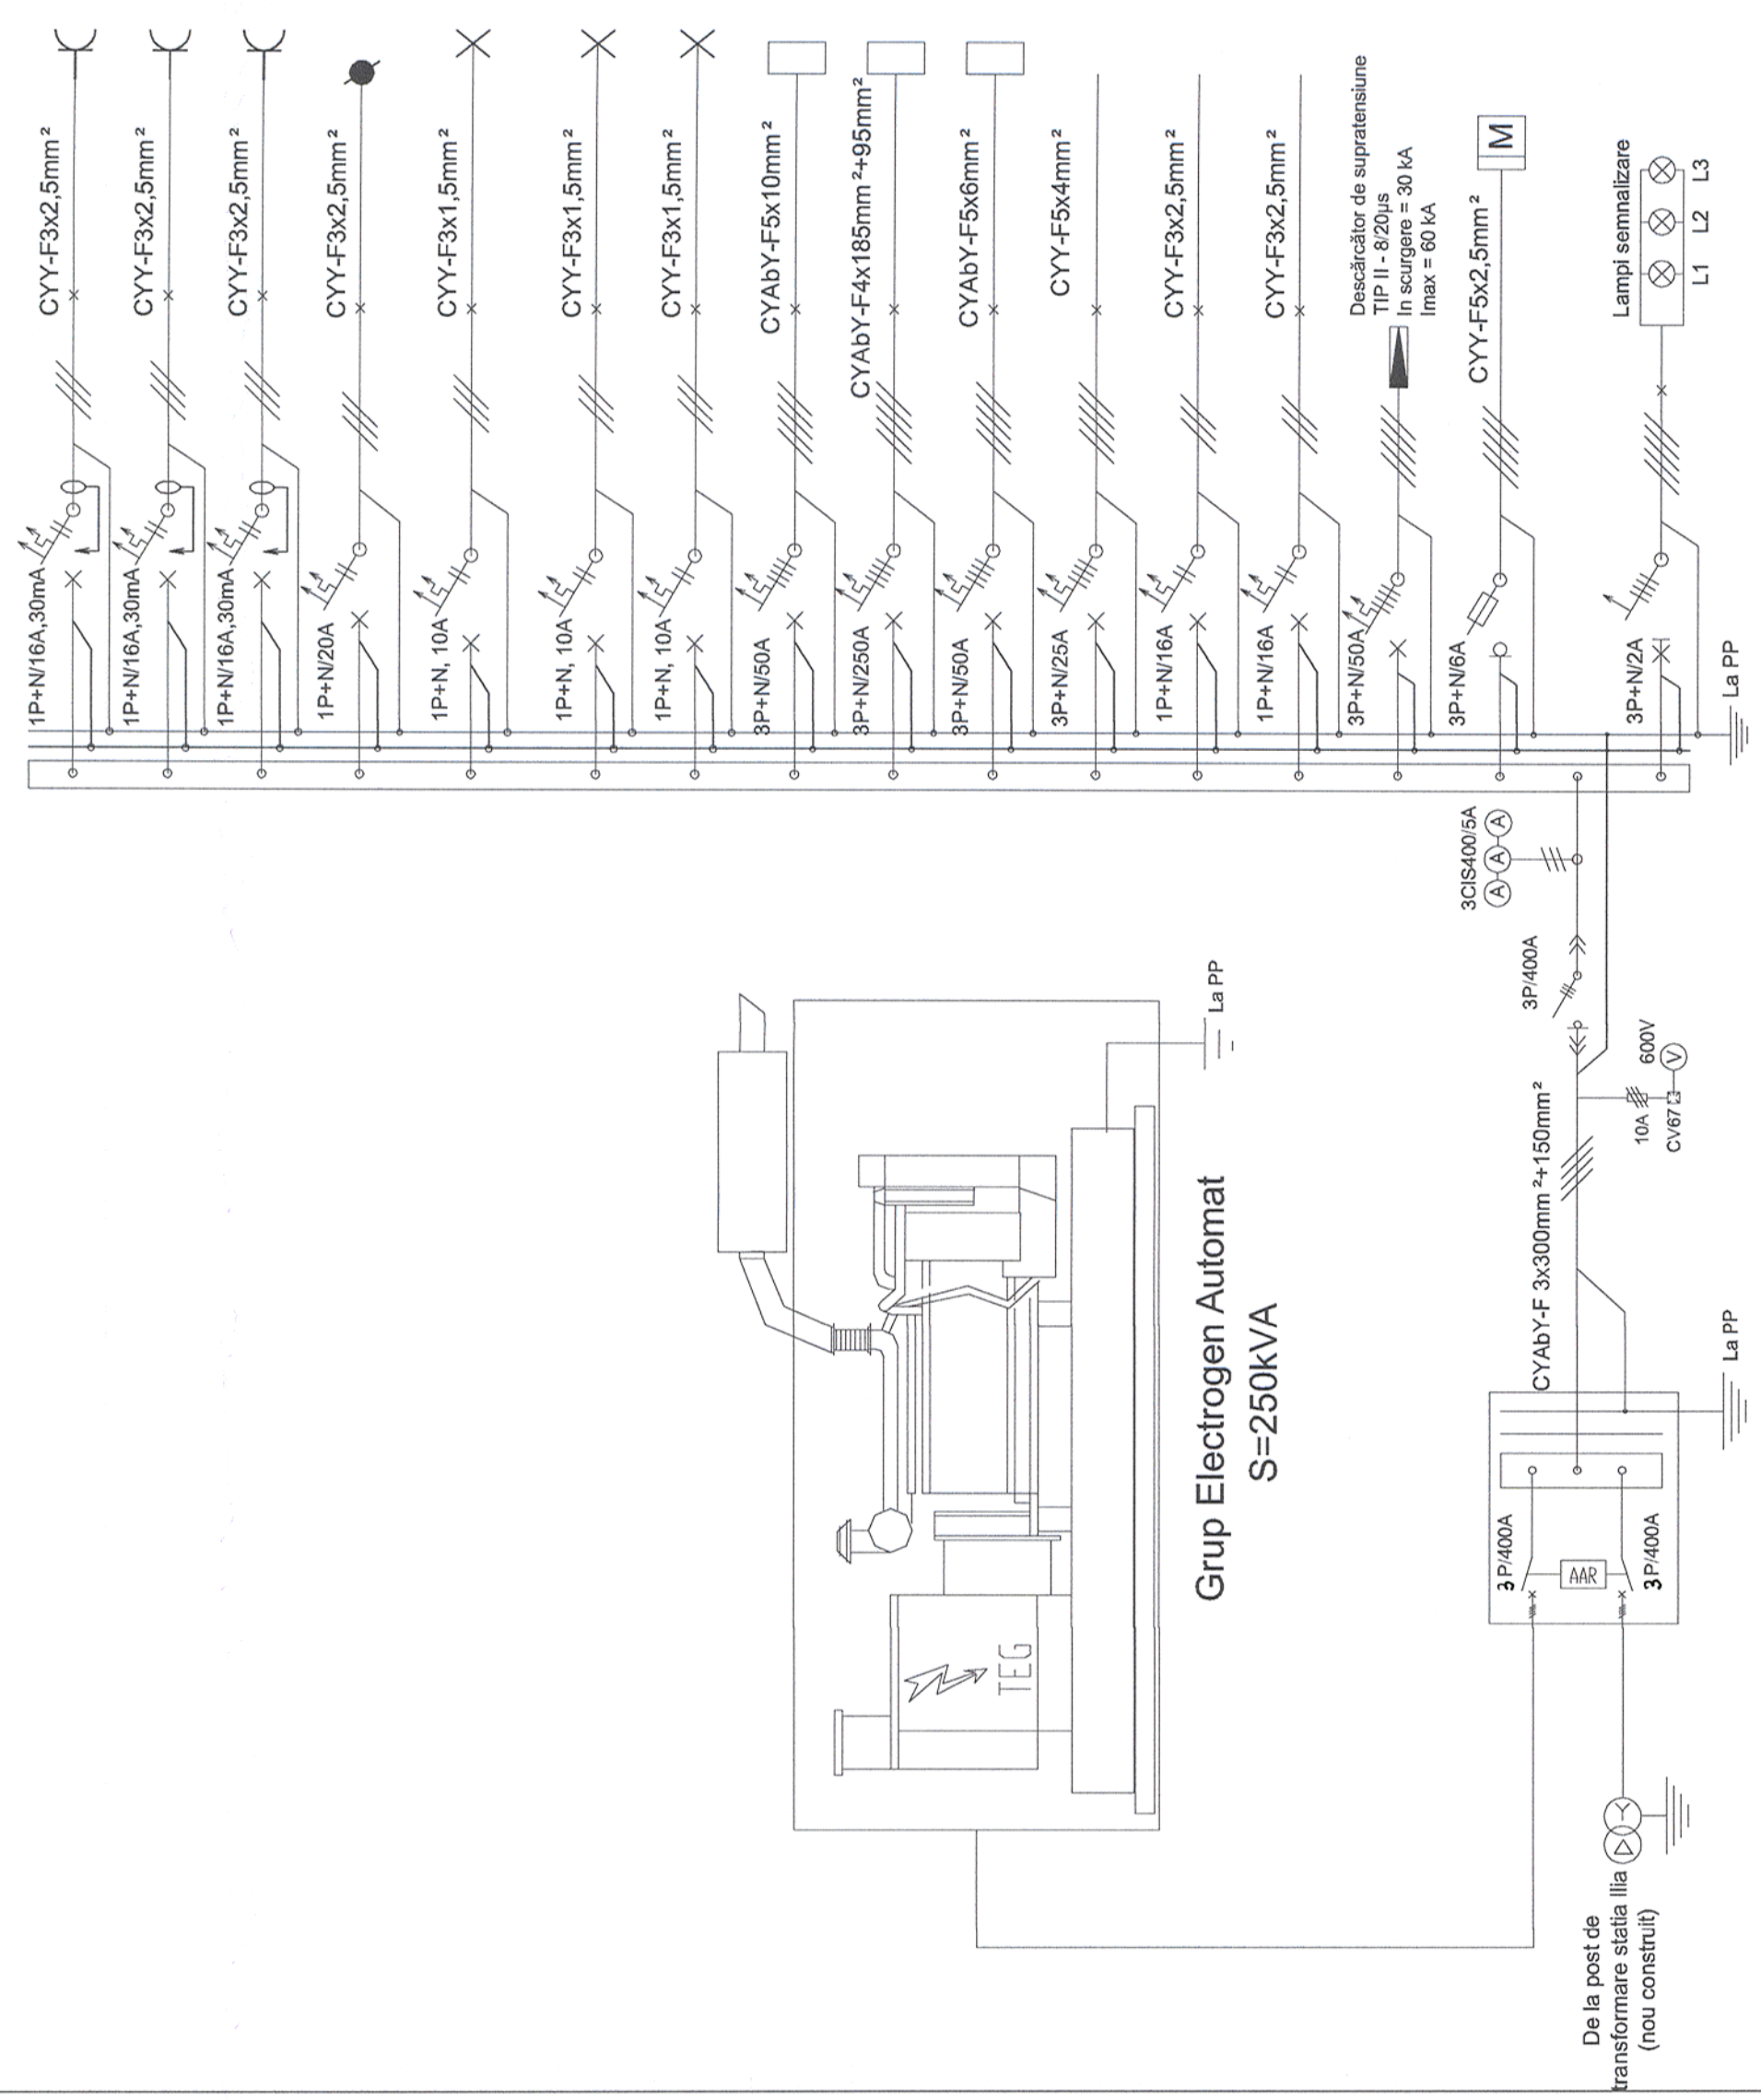 CYY-F3x2,5mm²
1P+N/16A,30mA
CYY-F3x2,5mm²
1P+N/16A,30mA
CYY-F3x2,5mm²
1P+N/16A,30mA
CYY-F3x2,5mm²
1P+N/20A
CYY-F3x1,5mm²
1P+N, 10A
CYY-F3x1,5mm²
1P+N, 10A
CYY-F3x1,5mm²
1P+N, 10A
CYAbY-F5x10mm²
3P+N/50A
CYAbY-F4x185mm²+95mm²
3P+N/250A
CYAbY-F5x6mm²
3P+N/50A
CYY-F5x4mm²
3P+N/25A
CYY-F3x2,5mm²
1P+N/16A
CYY-F3x2,5mm²
1P+N/16A
Descărcător de supratensiune
TIP II - 8/20µs
In scurgere = 30 kA
Imax = 60 kA
3P+N/50A
CYY-F5x2,5mm²
M
3P+N/6A
Lampi semnalizare
L1 L2 L3
3P+N/2A
La PP
3CIS400/5A
A A A
3P/400A
600V
V
10A
CV67
CYAbY-F 3x300mm²+150mm²
La PP
La PP
Grup Electrogen Automat
S=250kVA
TEG
3P/400A
AAR
3P/400A
De la post de
transformare statia Ilia
(nou construit)